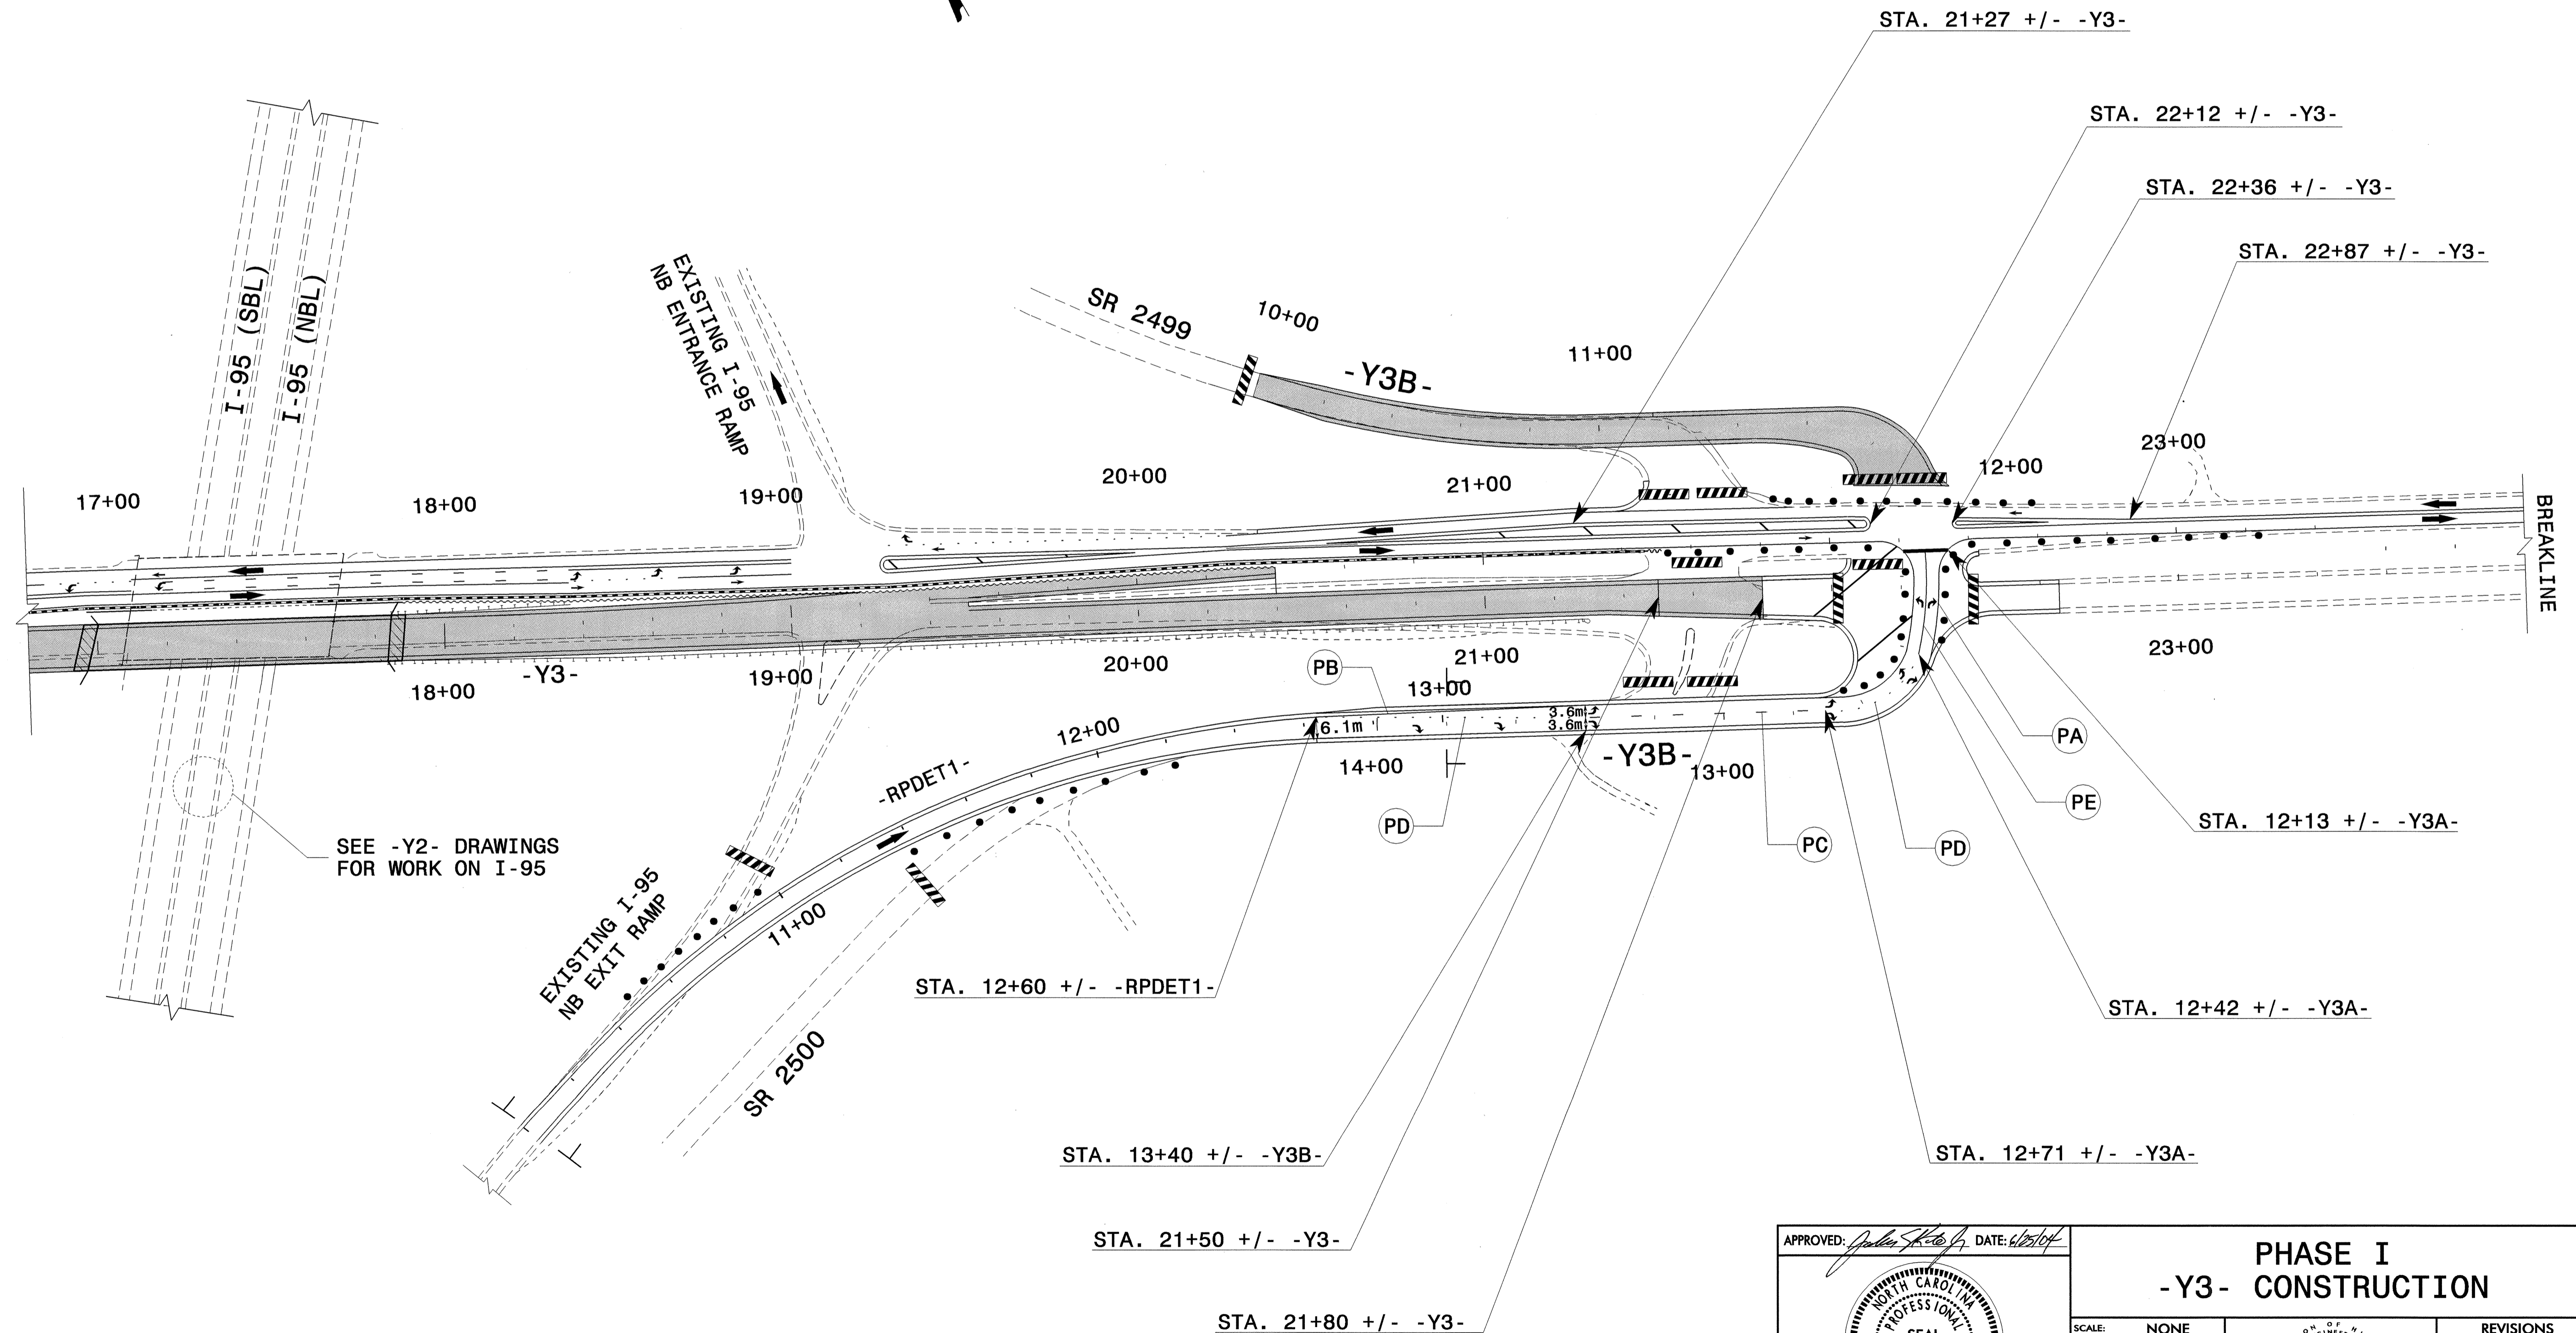 STA. 21+27 +/- -Y3-
STA. 22+12 +/- -Y3-
STA. 22+36 +/- -Y3-
STA. 22+87 +/- -Y3-
I-95 (SBL)
I-95 (NBL)
EXISTING I-95
NB ENTRANCE RAMP
SR 2499
10+00
-Y3B-
11+00
12+00
23+00
17+00
18+00
19+00
20+00
21+00
BREAKLINE
18+00
-Y3-
19+00
20+00
21+00
23+00
PB
13+00
6.1m
3.6m
3.6m
12+00
-RPDET1-
14+00
-Y3B-
13+00
PA
PE
PD
PC
PD
STA. 12+13 +/- -Y3A-
SEE -Y2- DRAWINGS
FOR WORK ON I-95
11+00
EXISTING I-95
NB EXIT RAMP
STA. 12+60 +/- -RPDET1-
STA. 12+42 +/- -Y3A-
SR 2500
STA. 13+40 +/- -Y3B-
STA. 12+71 +/- -Y3A-
STA. 21+50 +/- -Y3-
STA. 21+80 +/- -Y3-
APPROVED: DATE: 6/25/04
PHASE I
-Y3- CONSTRUCTION
NORTH CAROLINA
PROFESSIONAL
SEAL
SCALE: NONE
REVISIONS